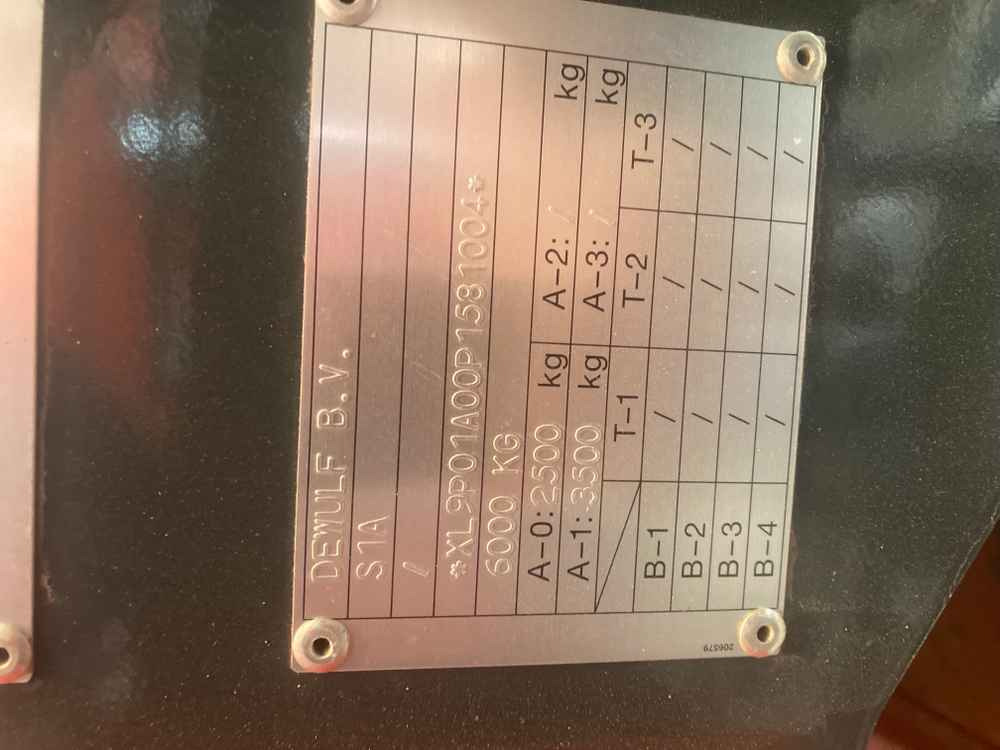 DEWULF B.V.
S1A
/ /
*XL9P01A00P1581004*
6000 KG
A-0: 2500 kg A-2: / kg
A-1: 3500 kg A-3: / kg
T-1 T-2 T-3
B-1 / / /
B-2 / / /
B-3 / / /
B-4 / / /
206579